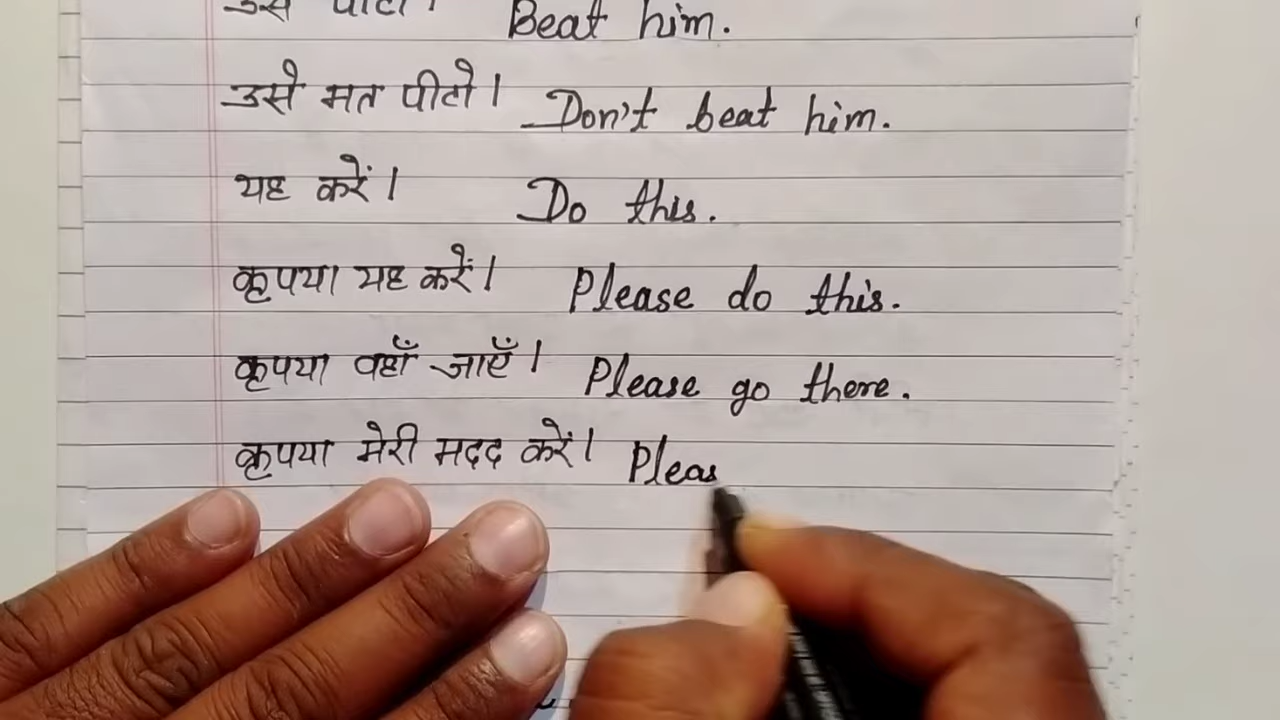 उसे पीटो। Beat him.
उसे मत पीटो। Don't beat him.
यह करें। Do this.
कृपया यह करें। Please do this.
कृपया वहाँ जाएँ। Please go there.
कृपया मेरी मदद करें। Pleas